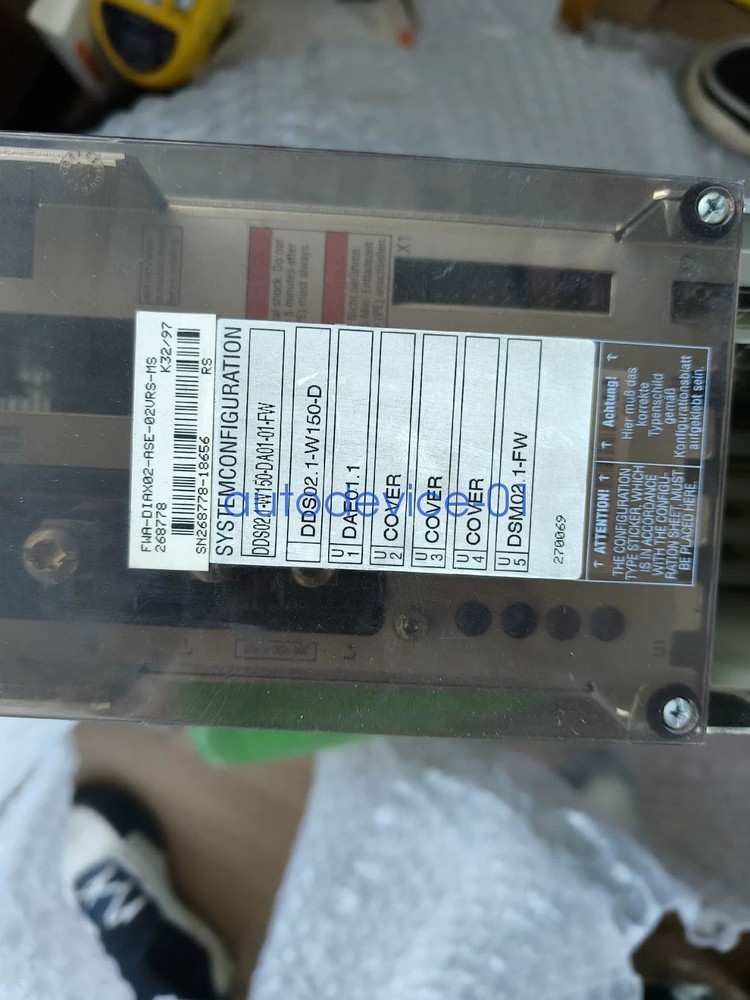 FWA-DIAX02-ASE-02VRS-MS
268778 K32/97
SN268778-18656 RS
SYSTEMCONFIGURATION
DDS02.1-W150-DA01-01-FW
DDS02.1-W150-D
U1 DAE01.1
U2 COVER
U3 COVER
U4 COVER
U5 DSM02.1-FW
270069
↑ ATTENTION! ↑
THE CONFIGURATION
TYPE STICKER, WHICH
IS IN ACCORDANCE
WITH THE CONFIGU-
RATION SHEET, MUST
BE PLACED HERE.
↑ Achtung! ↑
Hier muß das
korrekte
Typenschild
gemäß
Konfigurationsblatt
aufgeklebt sein.
autodevice-01
X1